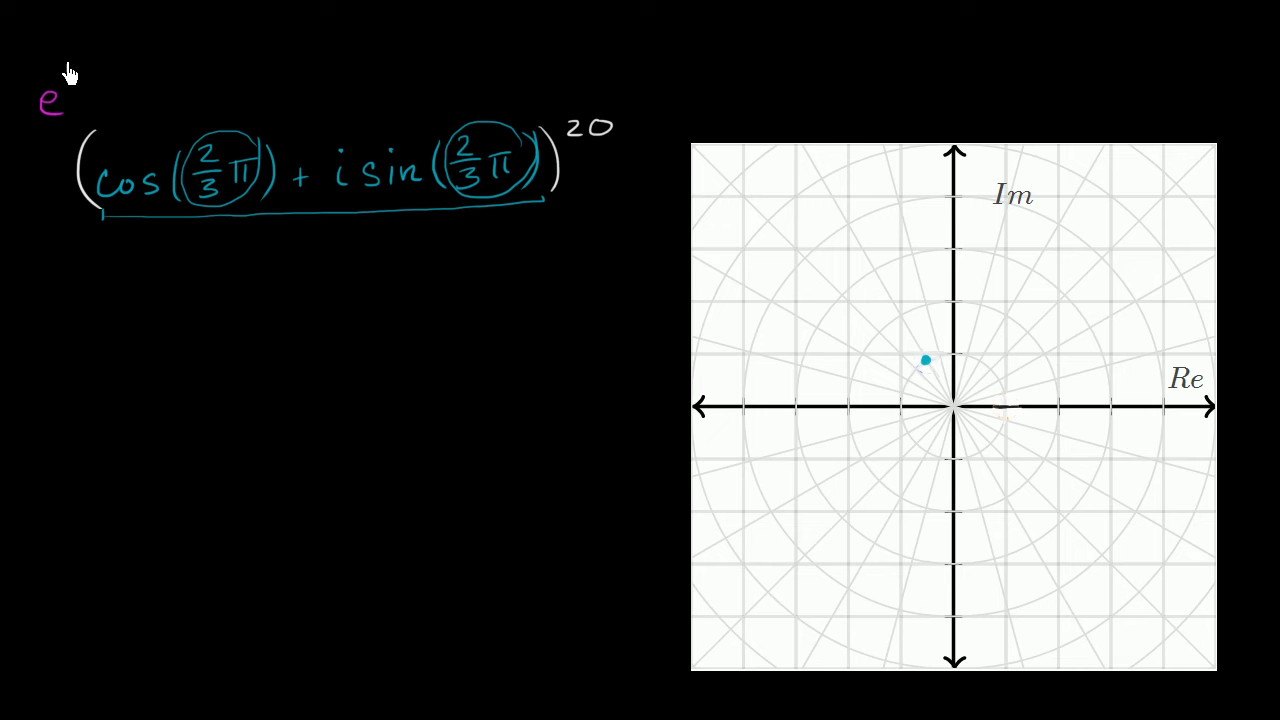 e
(cos(2/3 π) + i sin(2/3 π))^20
Im
Re